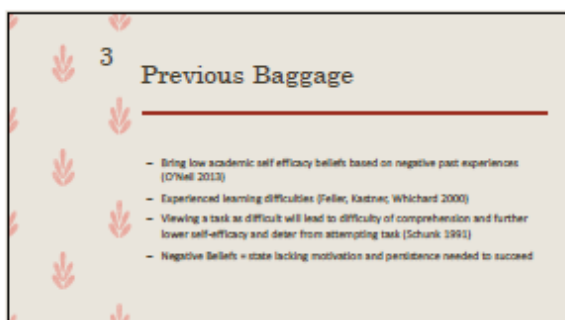 3
Previous Baggage
– Bring low academic self efficacy beliefs based on negative past experiences
(O'Neil 2013)
– Experienced learning difficulties (Feller, Kastner, Whichard 2000)
– Viewing a task as difficult will lead to difficulty of comprehension and further
lower self-efficacy and deter from attempting task (Schunk 1991)
– Negative Beliefs = state lacking motivation and persistence needed to succeed